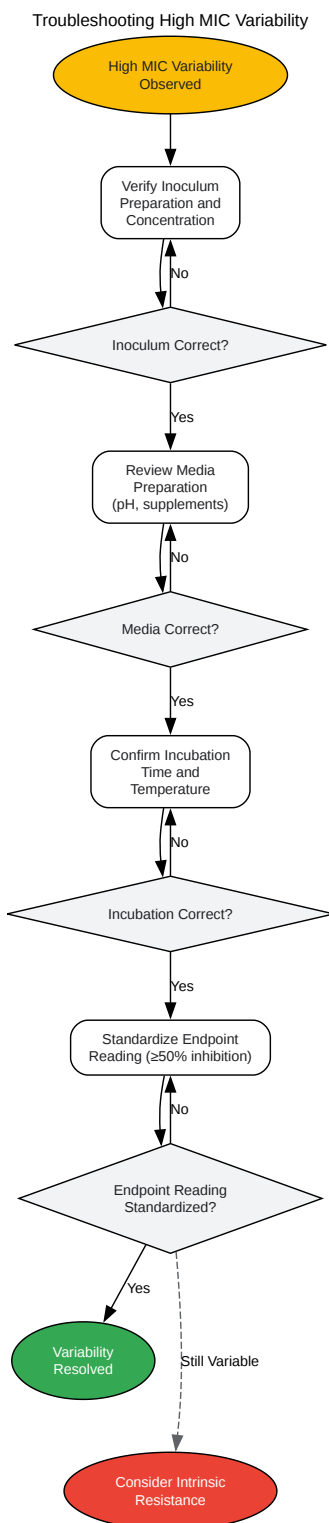 Troubleshooting High MIC Variability
High MIC Variability
Observed
Verify Inoculum
Preparation and
Concentration
No
Inoculum Correct?
Yes
Review Media
Preparation
(pH, supplements)
No
Media Correct?
Yes
Confirm Incubation
Time and
Temperature
No
Incubation Correct?
Yes
Standardize Endpoint
Reading (≥50% inhibition)
No
Endpoint Reading
Standardized?
Yes
Variability
Resolved
Still Variable
Consider Intrinsic
Resistance